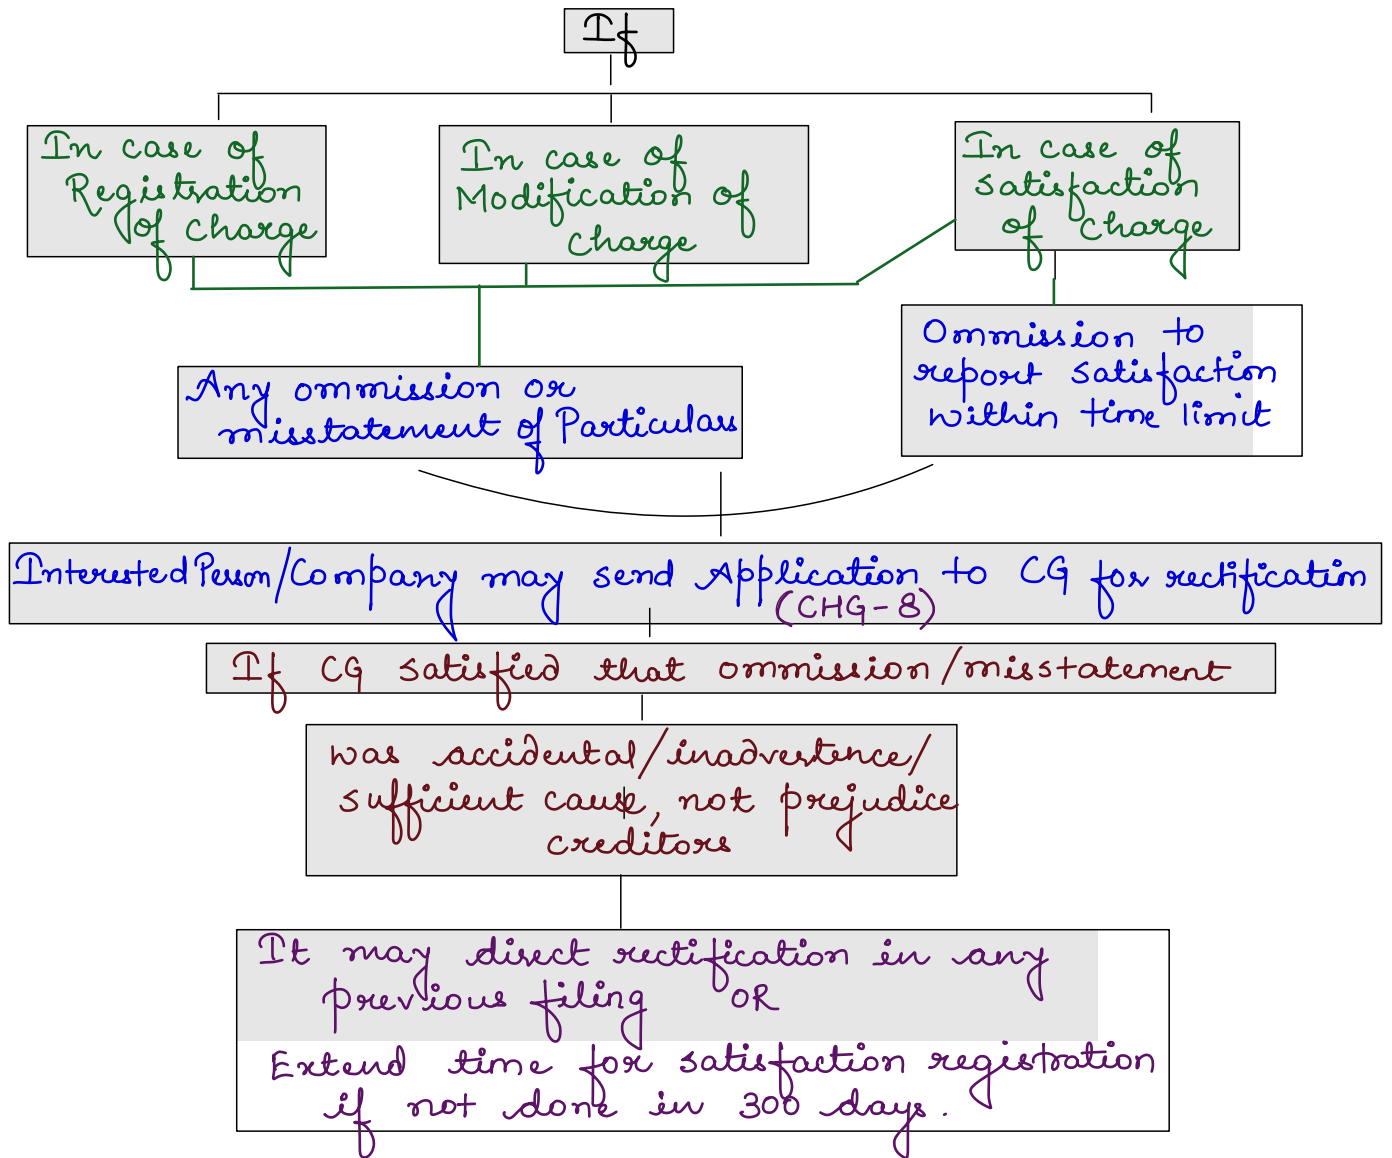 If
In case of
Registration
of charge
In case of
Modification of
charge
In case of
satisfaction
of charge
Ommission to
report satisfaction
within time limit
Any ommission or
misstatement of Particulars
Interested Person/Company may send Application to CG for rectification
(CHG-8)
If CG satisfied that ommission/misstatement
was accidental/inadvertence/
sufficient cause, not prejudice
creditors
It may direct rectification in any
previous filing OR
Extend time for satisfaction registration
if not done in 300 days.